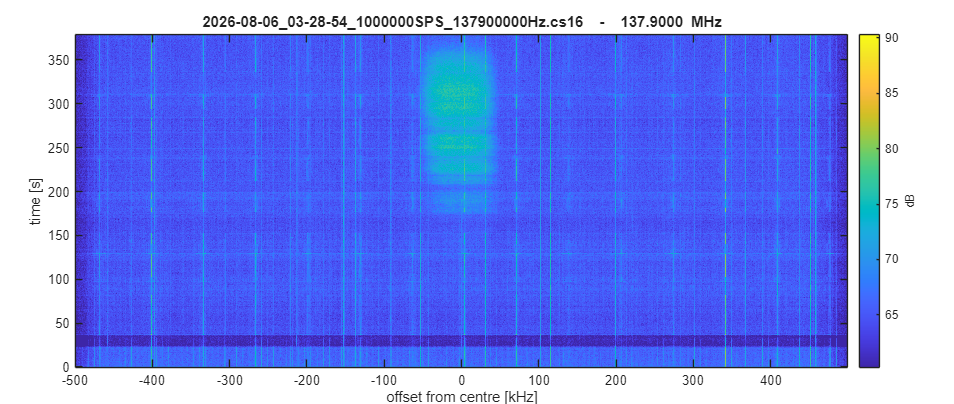 2026-08-06_03-28-54_1000000SPS_137900000Hz.cs16 - 137.9000 MHz
350
300
250
200
150
100
50
0
time [s]
-500 -400 -300 -200 -100 0 100 200 300 400
offset from centre [kHz]
90
85
80
75
70
65
dB